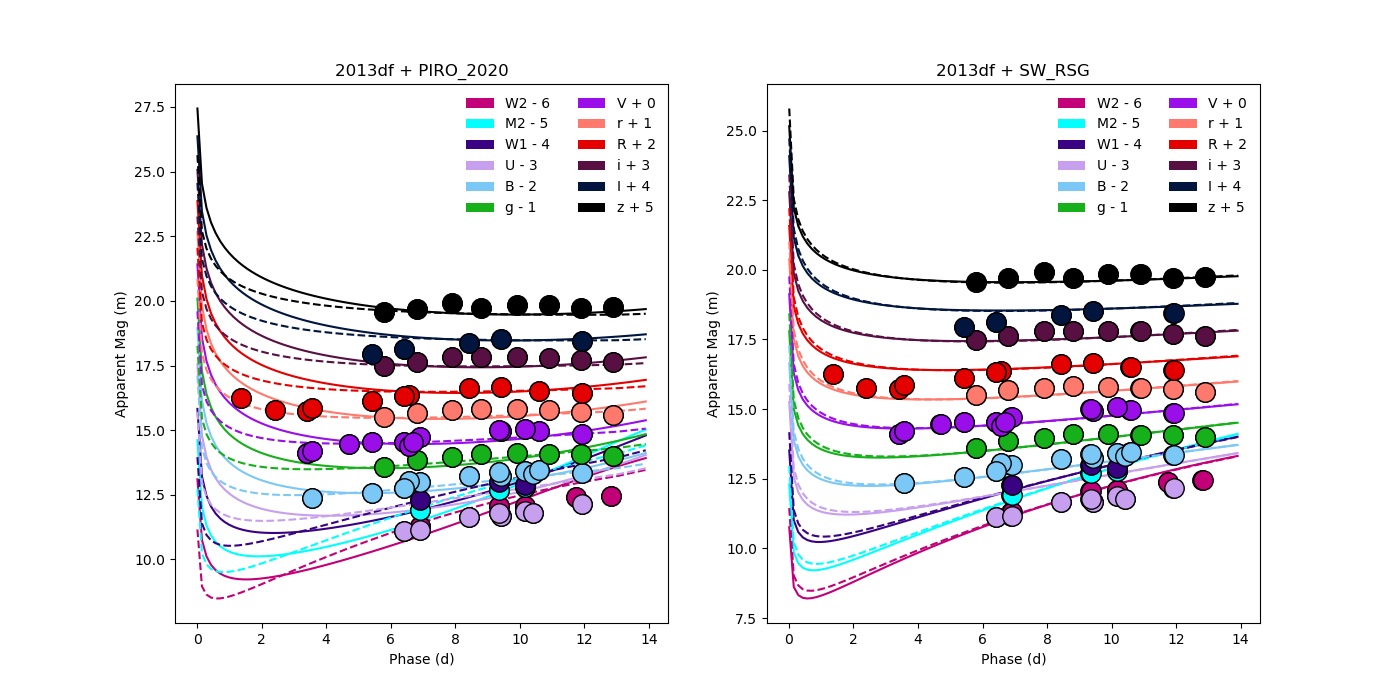 2013df + PIRO_2020
27.5
25.0
22.5
20.0
17.5
15.0
12.5
10.0
Apparent Mag (m)
W2 - 6
M2 - 5
W1 - 4
U - 3
B - 2
g - 1
V + 0
r + 1
R + 2
i + 3
I + 4
z + 5
0 2 4 6 8 10 12 14
Phase (d)
2013df + SW_RSG
25.0
22.5
20.0
17.5
15.0
12.5
10.0
7.5
Apparent Mag (m)
W2 - 6
M2 - 5
W1 - 4
U - 3
B - 2
g - 1
V + 0
r + 1
R + 2
i + 3
I + 4
z + 5
0 2 4 6 8 10 12 14
Phase (d)